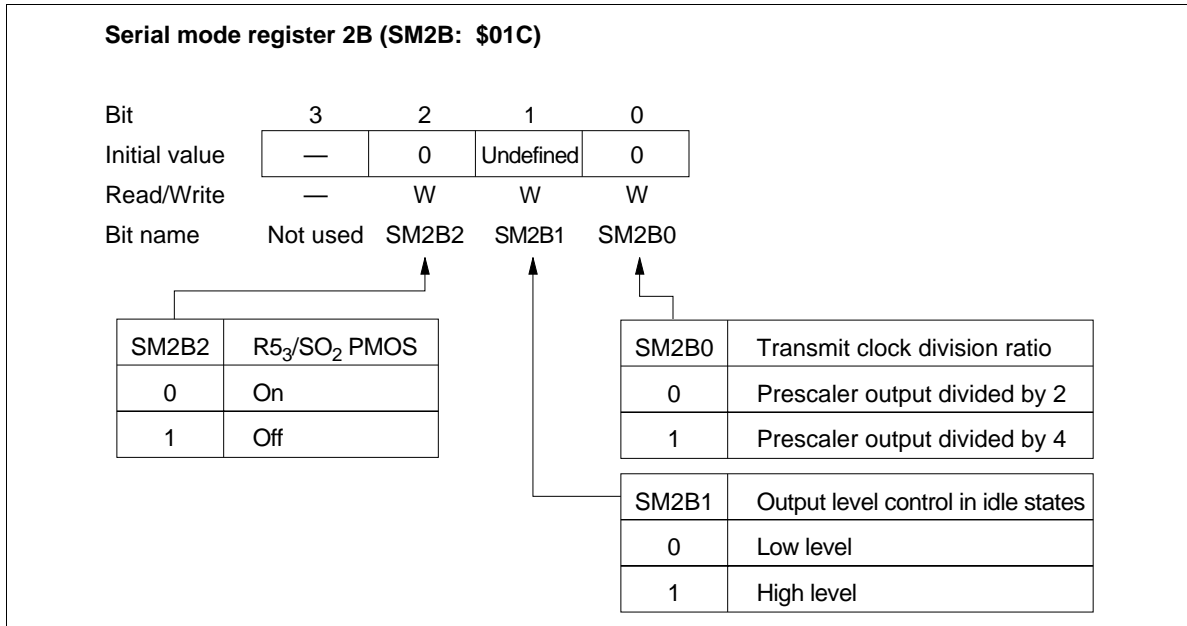 Serial mode register 2B (SM2B: $01C)
Bit 3 2 1 0
Initial value — 0 Undefined 0
Read/Write — W W W
Bit name Not used SM2B2 SM2B1 SM2B0
SM2B2 R5₃/SO₂ PMOS
0 On
1 Off
SM2B0 Transmit clock division ratio
0 Prescaler output divided by 2
1 Prescaler output divided by 4
SM2B1 Output level control in idle states
0 Low level
1 High level